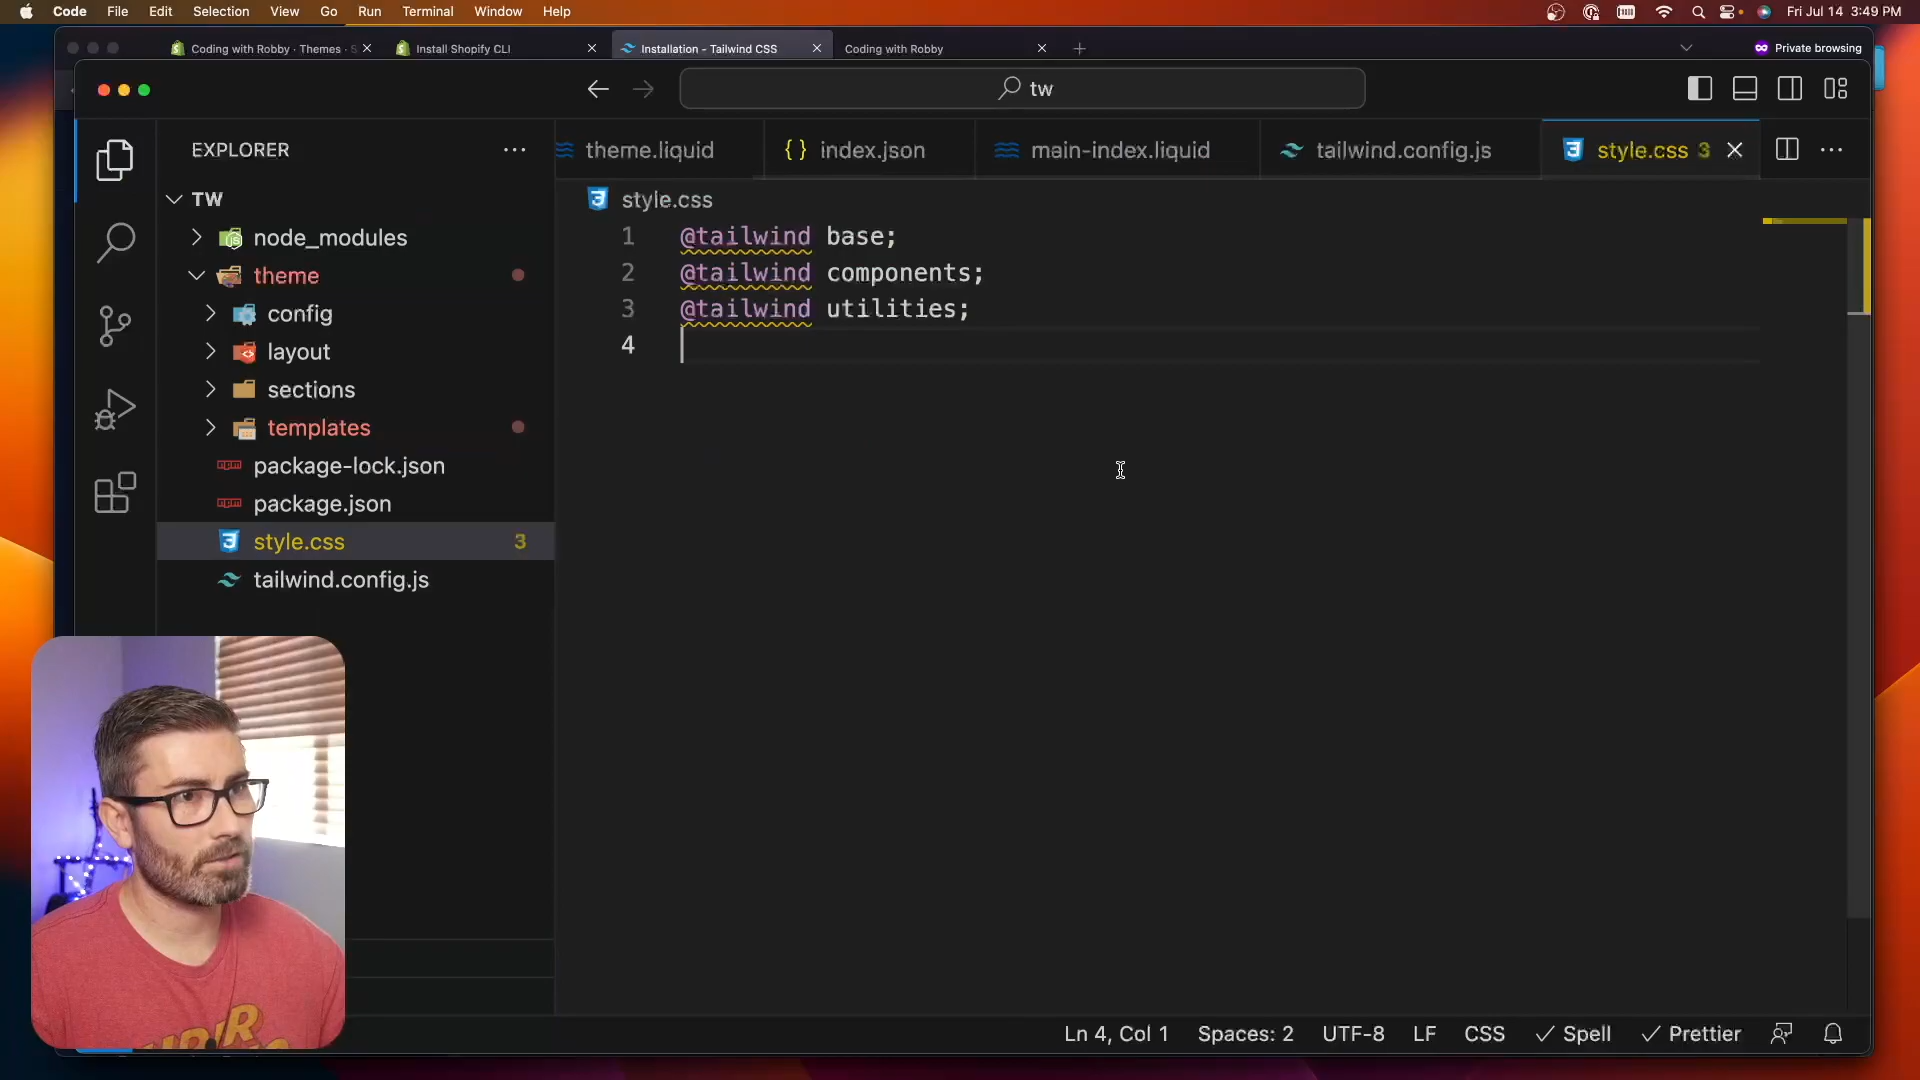 Code File Edit Selection View Go Run Terminal Window Help Fri Jul 14 3:49 PM
Coding with Robby · Themes · S Install Shopify CLI Installation - Tailwind CSS Coding with Robby Private browsing
tw
EXPLORER
theme.liquid
{ } index.json
main-index.liquid
tailwind.config.js
style.css 3
TW
node_modules
theme
config
layout
sections
templates
package-lock.json
package.json
style.css 3
tailwind.config.js
style.css
1 @tailwind base;
2 @tailwind components;
3 @tailwind utilities;
4
Ln 4, Col 1 Spaces: 2 UTF-8 LF CSS Spell Prettier